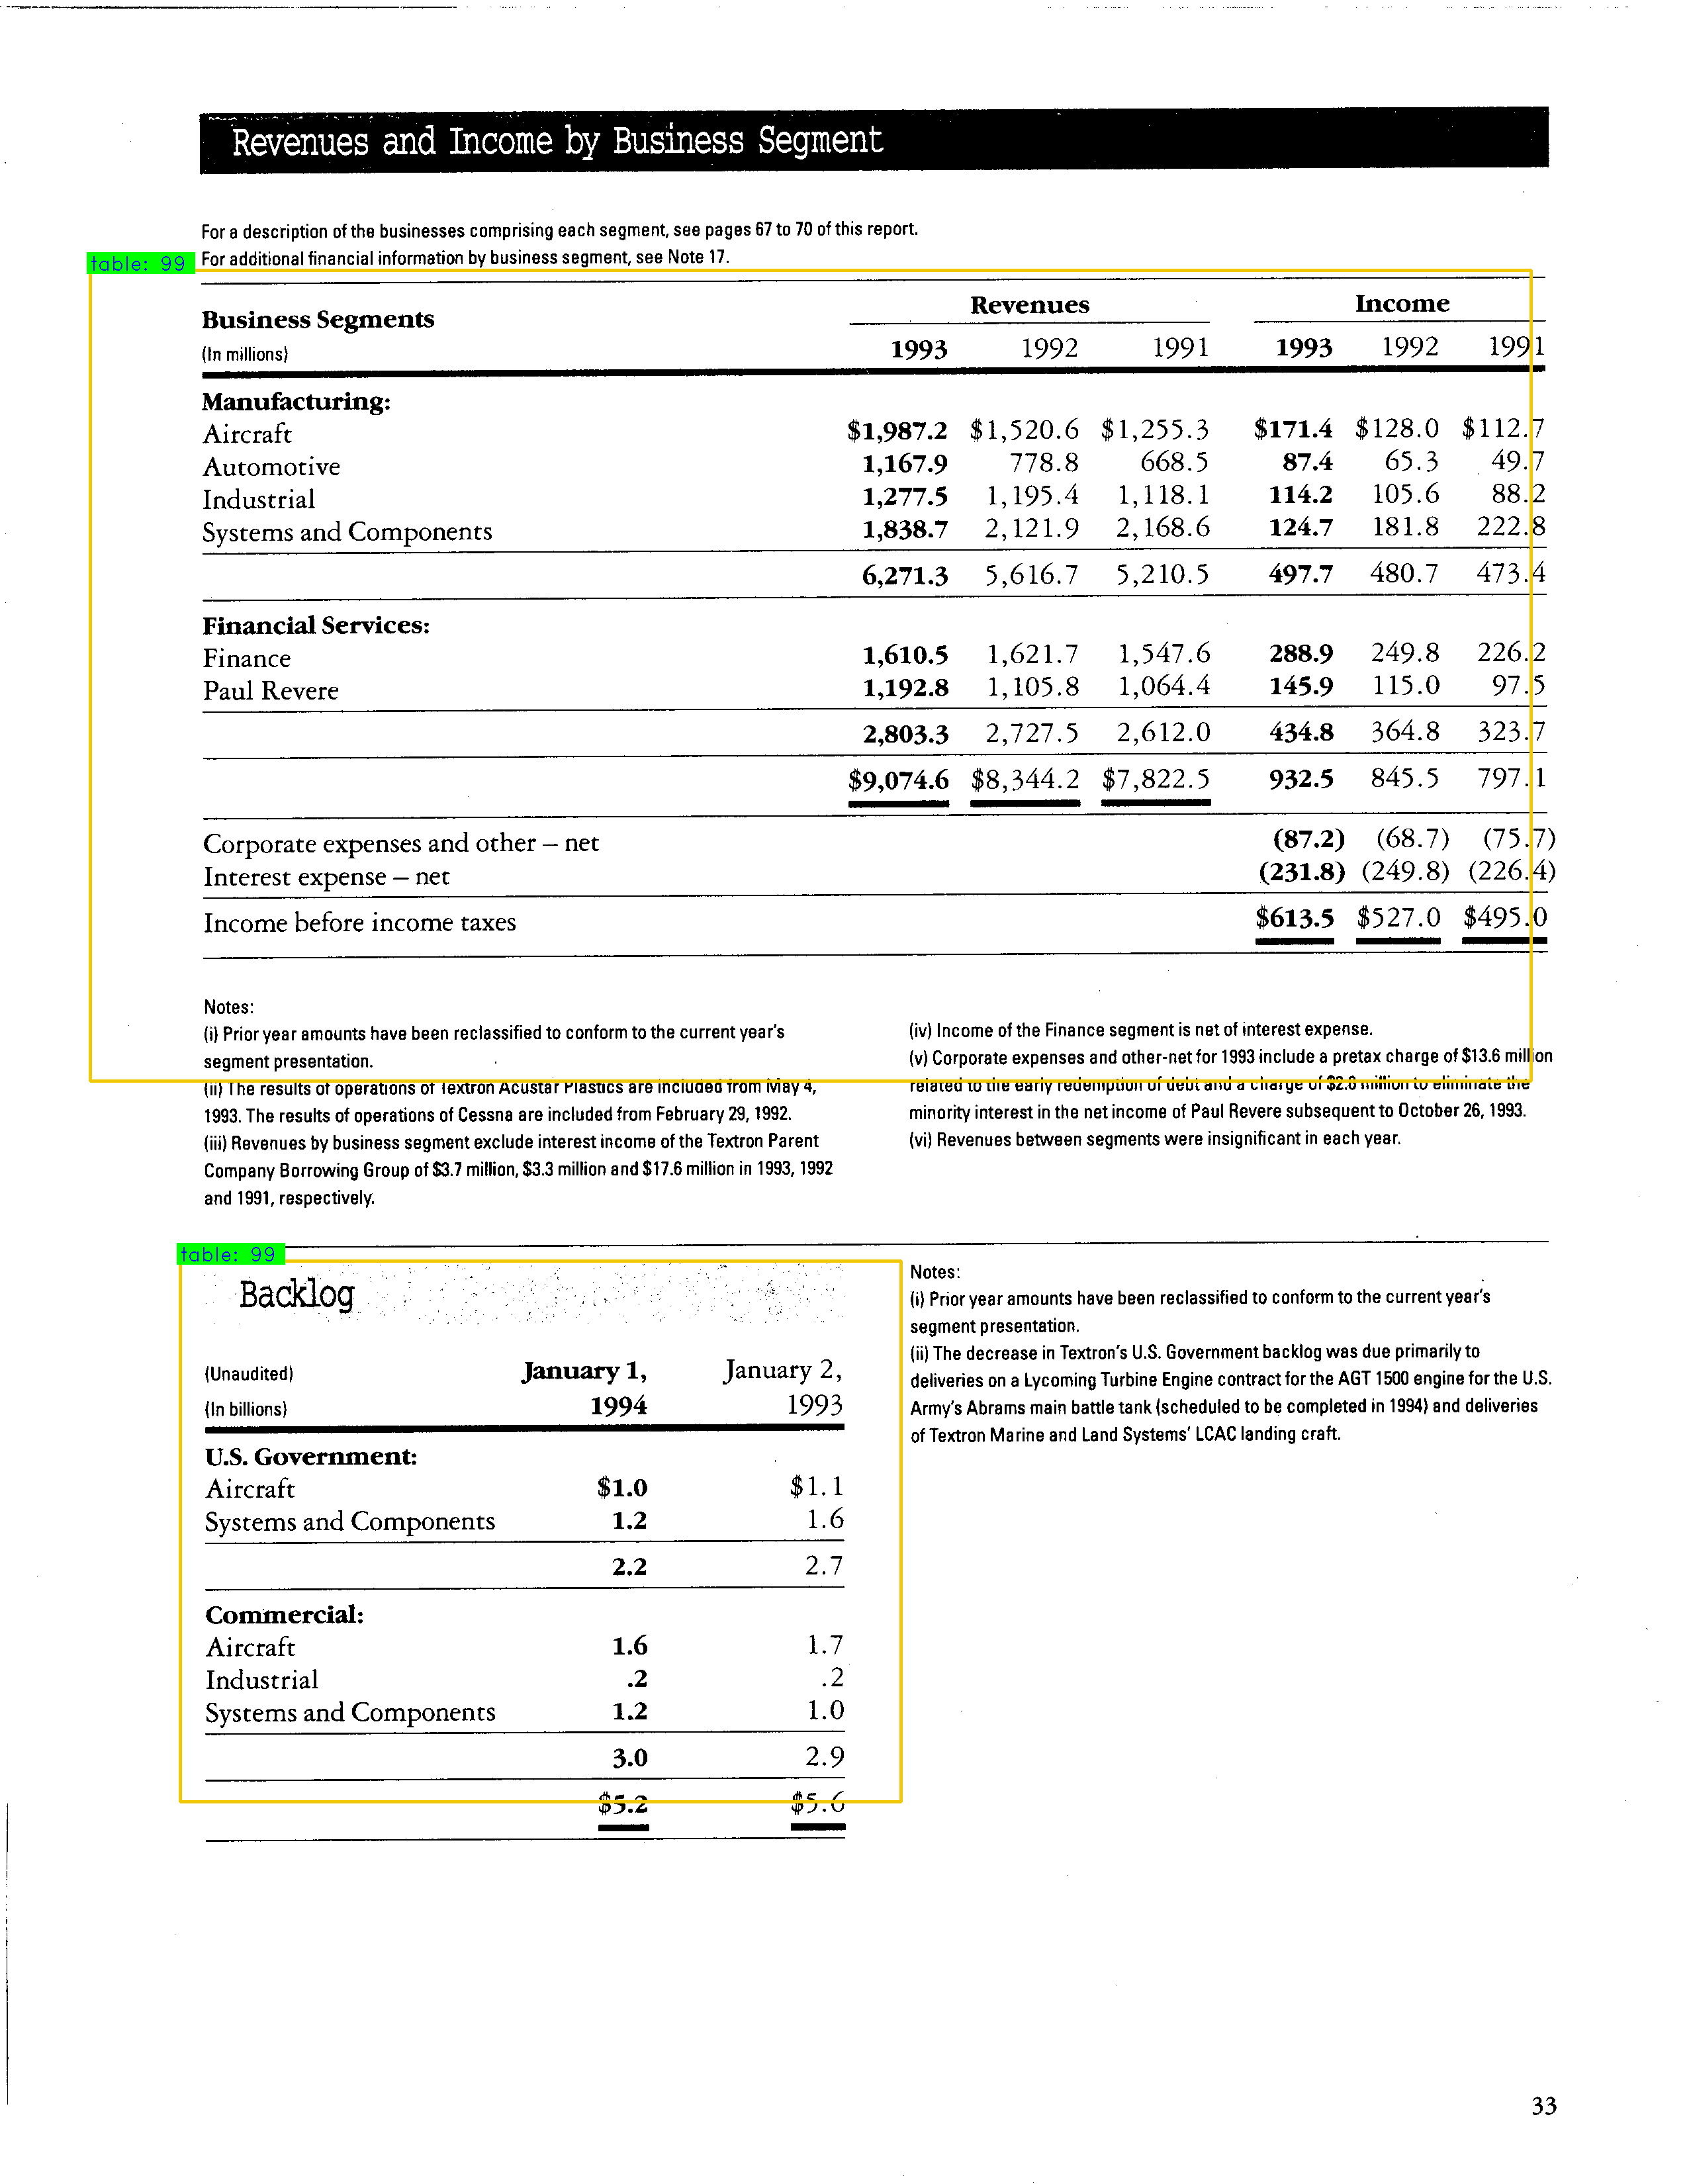 Revenues and Income by Business Segment
For a description of the businesses comprising each segment, see pages 67 to 70 of this report.
table: 99 For additional financial information by business segment, see Note 17.
Revenues Income
Business Segments
(In millions) 1993 1992 1991 1993 1992 1991
Manufacturing:
Aircraft $1,987.2 $1,520.6 $1,255.3 $171.4 $128.0 $112.7
Automotive 1,167.9 778.8 668.5 87.4 65.3 49.7
Industrial 1,277.5 1,195.4 1,118.1 114.2 105.6 88.2
Systems and Components 1,838.7 2,121.9 2,168.6 124.7 181.8 222.8
6,271.3 5,616.7 5,210.5 497.7 480.7 473.4
Financial Services:
Finance 1,610.5 1,621.7 1,547.6 288.9 249.8 226.2
Paul Revere 1,192.8 1,105.8 1,064.4 145.9 115.0 97.5
2,803.3 2,727.5 2,612.0 434.8 364.8 323.7
$9,074.6 $8,344.2 $7,822.5 932.5 845.5 797.1
Corporate expenses and other – net (87.2) (68.7) (75.7)
Interest expense – net (231.8) (249.8) (226.4)
Income before income taxes $613.5 $527.0 $495.0
Notes:
(i) Prior year amounts have been reclassified to conform to the current year's
segment presentation.
(ii) The results of operations of Textron Acustar Plastics are included from May 4,
1993. The results of operations of Cessna are included from February 29, 1992.
(iii) Revenues by business segment exclude interest income of the Textron Parent
Company Borrowing Group of $3.7 million, $3.3 million and $17.6 million in 1993, 1992
and 1991, respectively.
(iv) Income of the Finance segment is net of interest expense.
(v) Corporate expenses and other-net for 1993 include a pretax charge of $13.6 million
related to the early redemption of debt and a charge of $2.8 million to eliminate the
minority interest in the net income of Paul Revere subsequent to October 26, 1993.
(vi) Revenues between segments were insignificant in each year.
table: 99
Backlog
(Unaudited) January 1, January 2,
(In billions) 1994 1993
U.S. Government:
Aircraft $1.0 $1.1
Systems and Components 1.2 1.6
2.2 2.7
Commercial:
Aircraft 1.6 1.7
Industrial .2 .2
Systems and Components 1.2 1.0
3.0 2.9
$5.2 $5.6
Notes:
(i) Prior year amounts have been reclassified to conform to the current year's
segment presentation.
(ii) The decrease in Textron's U.S. Government backlog was due primarily to
deliveries on a Lycoming Turbine Engine contract for the AGT 1500 engine for the U.S.
Army's Abrams main battle tank (scheduled to be completed in 1994) and deliveries
of Textron Marine and Land Systems' LCAC landing craft.
33